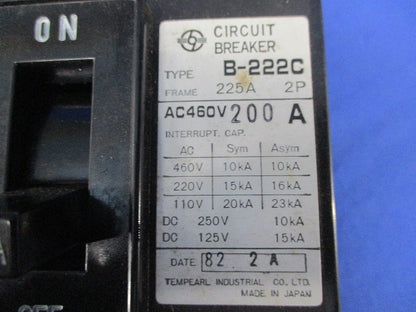 ON
CIRCUIT
BREAKER
TYPE B-222C
FRAME 225A 2P
AC460V 200 A
INTERRUPT. CAP.
AC Sym Asym
460V 10kA 10kA
220V 15kA 16kA
110V 20kA 23kA
DC 250V 10kA
DC 125V 15kA
DATE 82 2 A
TEMPEARL INDUSTRIAL CO., LTD.
MADE IN JAPAN